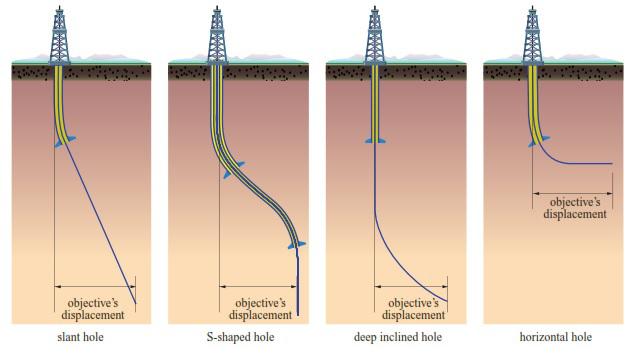 objective's
displacement
objective's
displacement
objective's
displacement
objective's
displacement
slant hole
S-shaped hole
deep inclined hole
horizontal hole